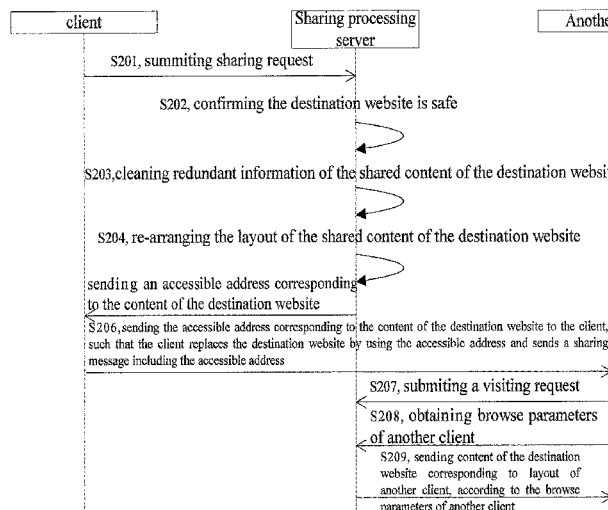 client
Sharing processing
server
Anothe
S201, summiting sharing request
S202, confirming the destination website is safe
S203,cleaning redundant information of the shared content of the destination websit
S204, re-arranging the layout of the shared content of the destination website
sending an accessible address corresponding
to the content of the destination website
S206, sending the accessible address corresponding to the content of the destination website to the client,
such that the client replaces the destination website by using the accessible address and sends a sharing
message including the accessible address
S207, submiting a visiting request
S208, obtaining browse parameters
of another client
S209, sending content of the destination
website corresponding to layout of
another client, according to the browse
parameters of another client